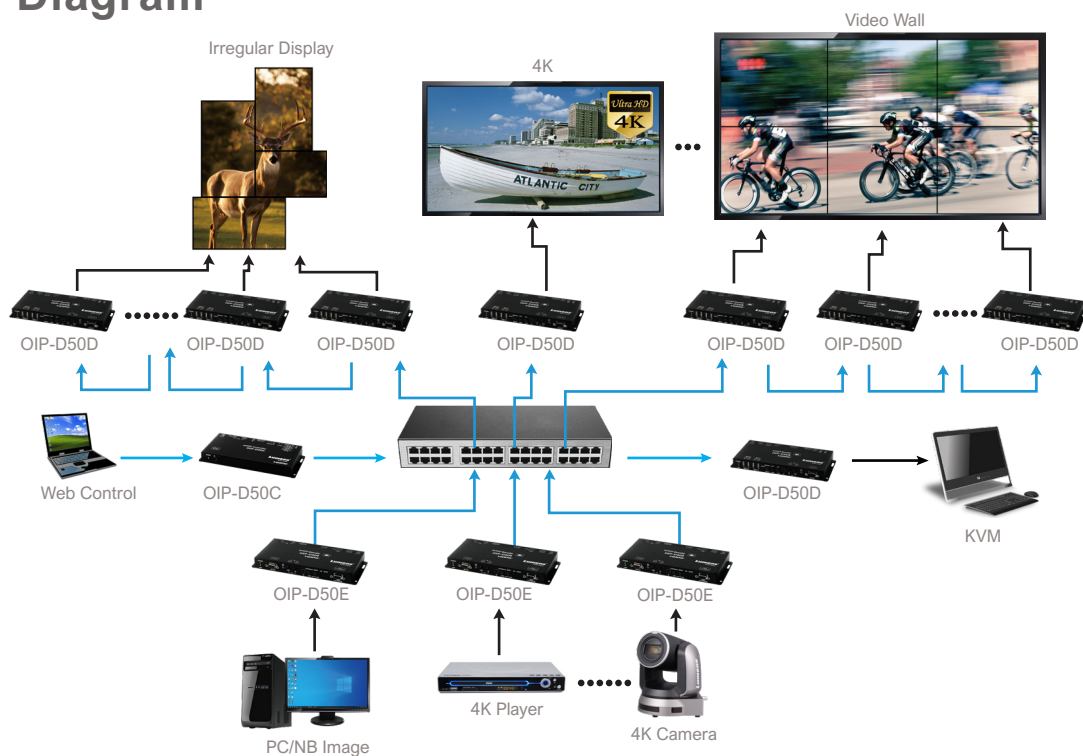 Diagram
Video Wall
Irregular Display
4K
Ultra HD
4K
ATLANTIC CITY
OIP-D50D
OIP-D50D
OIP-D50D
OIP-D50D
OIP-D50D
OIP-D50D
OIP-D50D
Web Control
OIP-D50C
OIP-D50D
KVM
OIP-D50E
OIP-D50E
OIP-D50E
4K Player
4K Camera
PC/NB Image